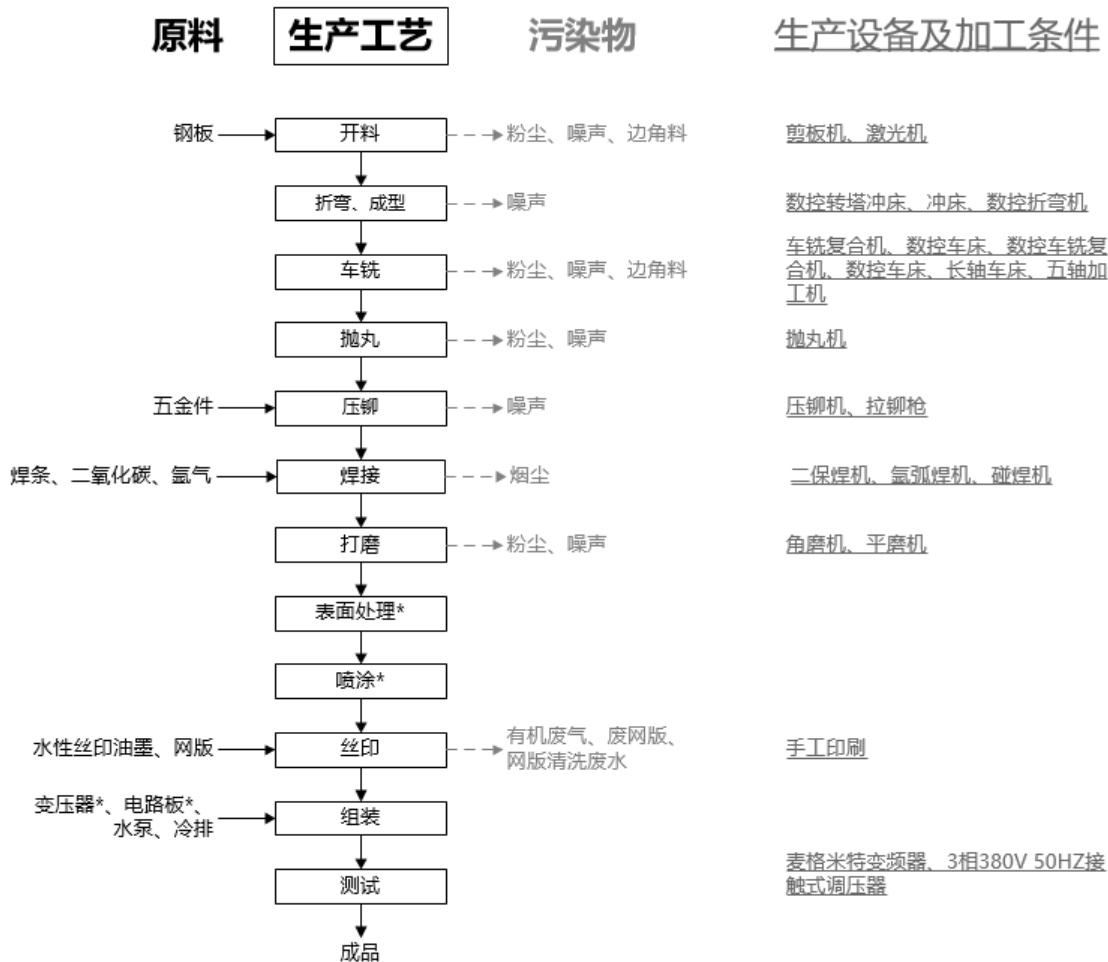 原料 生产工艺 污染物 生产设备及加工条件
钢板 开料 粉尘、噪声、边角料 剪板机、激光机
折弯、成型 噪声 数控转塔冲床、冲床、数控折弯机
车铣 粉尘、噪声、边角料
车铣复合机、数控车床、数控车铣复
合机、数控车床、长轴车床、五轴加
工机
抛丸 粉尘、噪声 抛丸机
五金件 压铆 噪声 压铆机、拉铆枪
焊条、二氧化碳、氩气 焊接 烟尘 二保焊机、氩弧焊机、碰焊机
打磨 粉尘、噪声 角磨机、平磨机
表面处理*
喷涂*
水性丝印油墨、网版 丝印
有机废气、废网版、
网版清洗废水
手工印刷
变压器*、电路板*、
水泵、冷排
组装
测试
麦格米特变频器、3相380V 50HZ接
触式调压器
成品